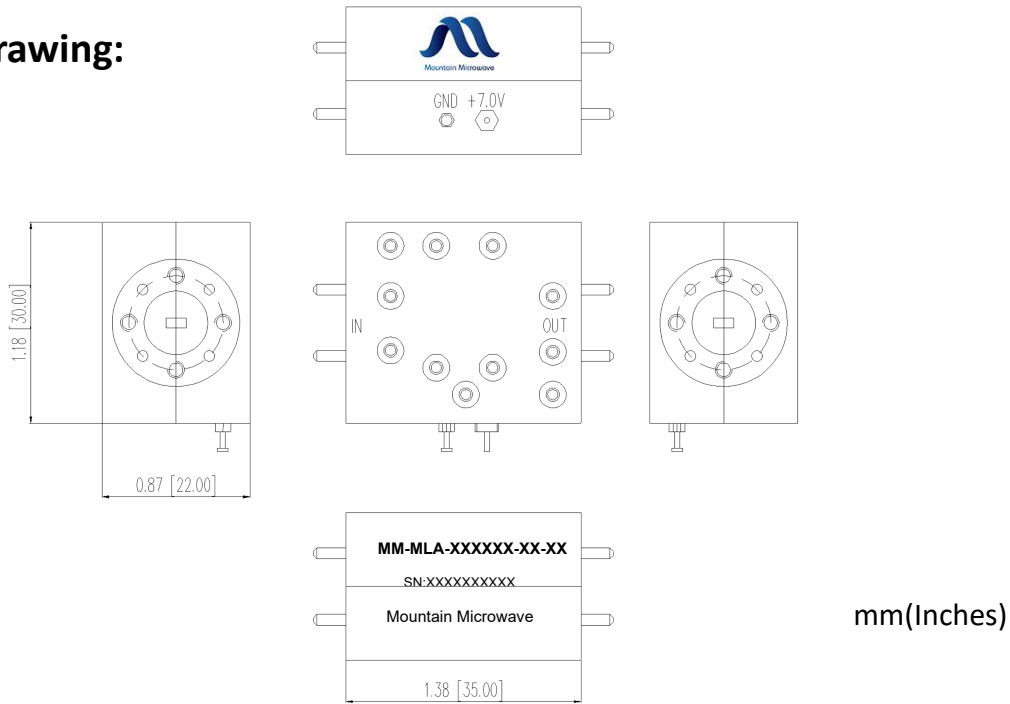 rawing:
Mountain Microwave
GND +7.0V
1.18 [30.00]
IN
OUT
0.87 [22.00]
MM-MLA-XXXXXX-XX-XX
SN:XXXXXXXXXX
Mountain Microwave
mm(Inches)
1.38 [35.00]